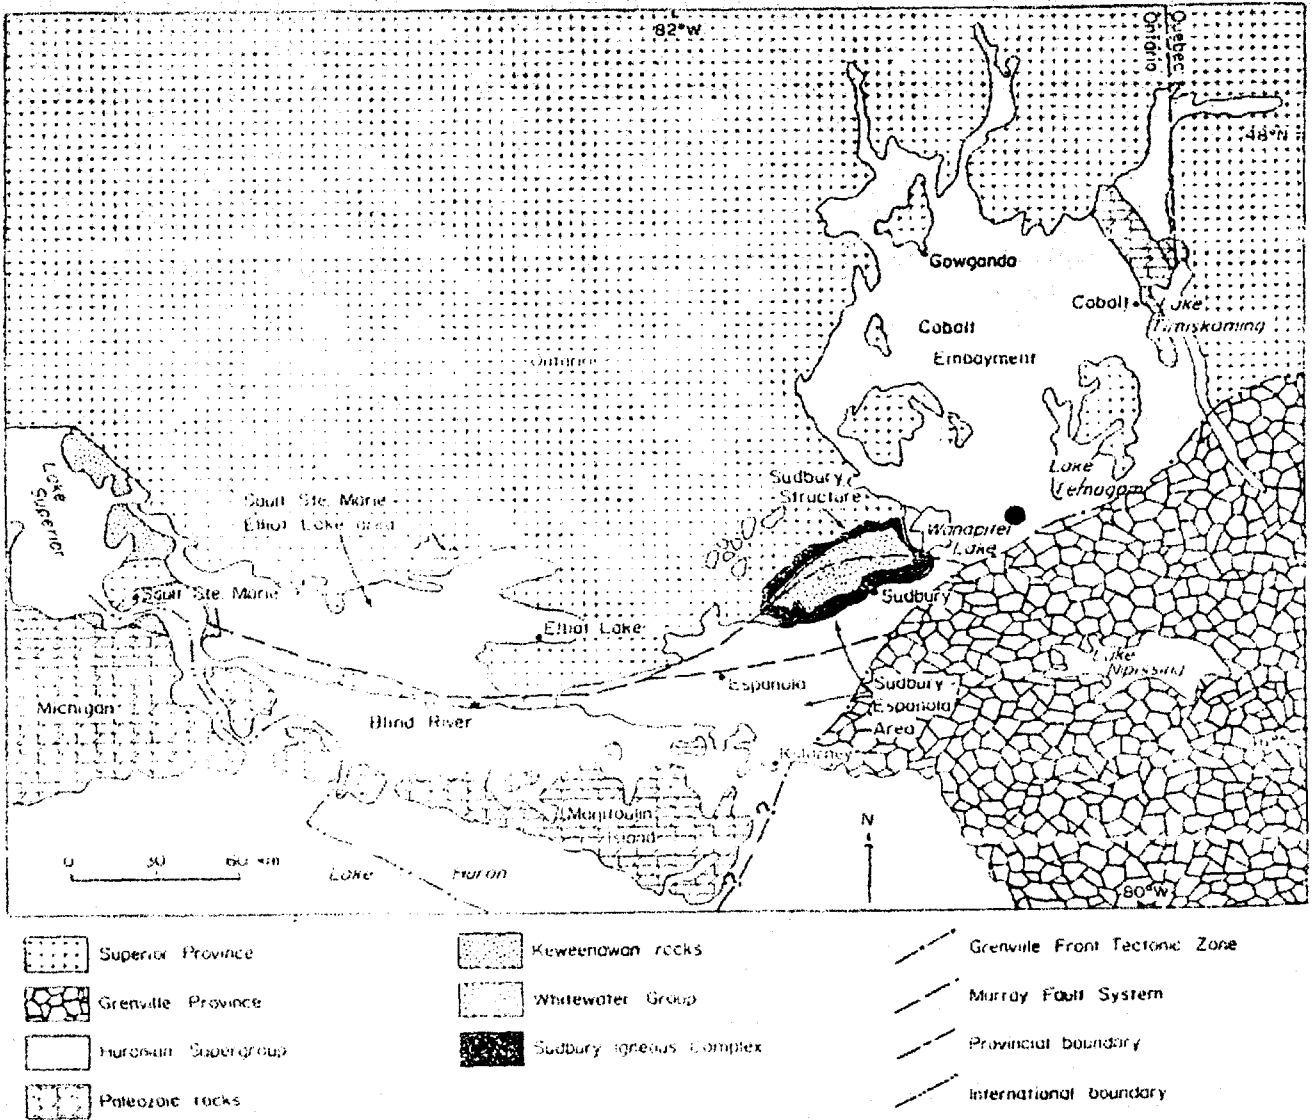 82°W
Quebec
Ontario
48°N
Gowganda
Cobalt
Lake
Timiskaming
Cobalt
Embayment
Ontario
Lake
Superior
Sault Ste. Marie
Elliot Lake area
Sudbury
Structure
Lake
Temagami
Wanapitei
Lake
Sault Ste. Marie
Sudbury
Elliot Lake
Lake
Nipissing
Michigan
Espanola
Sudbury
Espanola
Area
Blind River
Killarney
Manitoulin
Island
N
0 30 60 km
Lake Huron
80°W
Superior Province
Grenville Province
Huronian Supergroup
Paleozoic rocks
Keweenawan rocks
Whitewater Group
Sudbury Igneous Complex
Grenville Front Tectonic Zone
Murray Fault System
Provincial boundary
International boundary